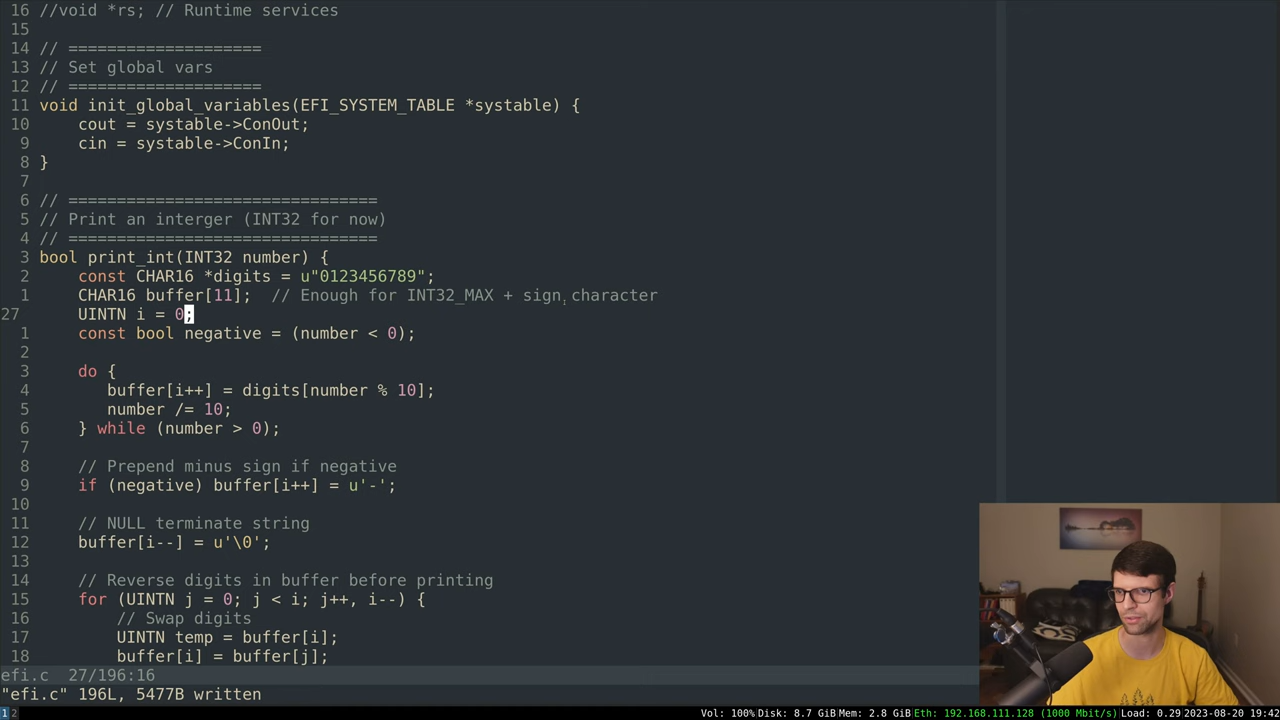 16 //void *rs; // Runtime services
15
14 // ====================
13 // Set global vars
12 // ====================
11 void init_global_variables(EFI_SYSTEM_TABLE *systable) {
10     cout = systable->ConOut;
9     cin = systable->ConIn;
8 }
7
6 // ================================
5 // Print an interger (INT32 for now)
4 // ================================
3 bool print_int(INT32 number) {
2     const CHAR16 *digits = u"0123456789";
1     CHAR16 buffer[11];  // Enough for INT32_MAX + sign character
27     UINTN i = 0;
1     const bool negative = (number < 0);
2
3     do {
4        buffer[i++] = digits[number % 10];
5        number /= 10;
6     } while (number > 0);
7
8     // Prepend minus sign if negative
9     if (negative) buffer[i++] = u'-';
10
11     // NULL terminate string
12     buffer[i--] = u'\0';
13
14     // Reverse digits in buffer before printing
15     for (UINTN j = 0; j < i; j++, i--) {
16         // Swap digits
17         UINTN temp = buffer[i];
18         buffer[i] = buffer[j];
efi.c  27/196:16
"efi.c" 196L, 5477B written
1 2 Vol: 100% Disk: 8.7 GiB Mem: 2.8 GiB Eth: 192.168.111.128 (1000 Mbit/s) Load: 0.29 2023-08-20 19:42